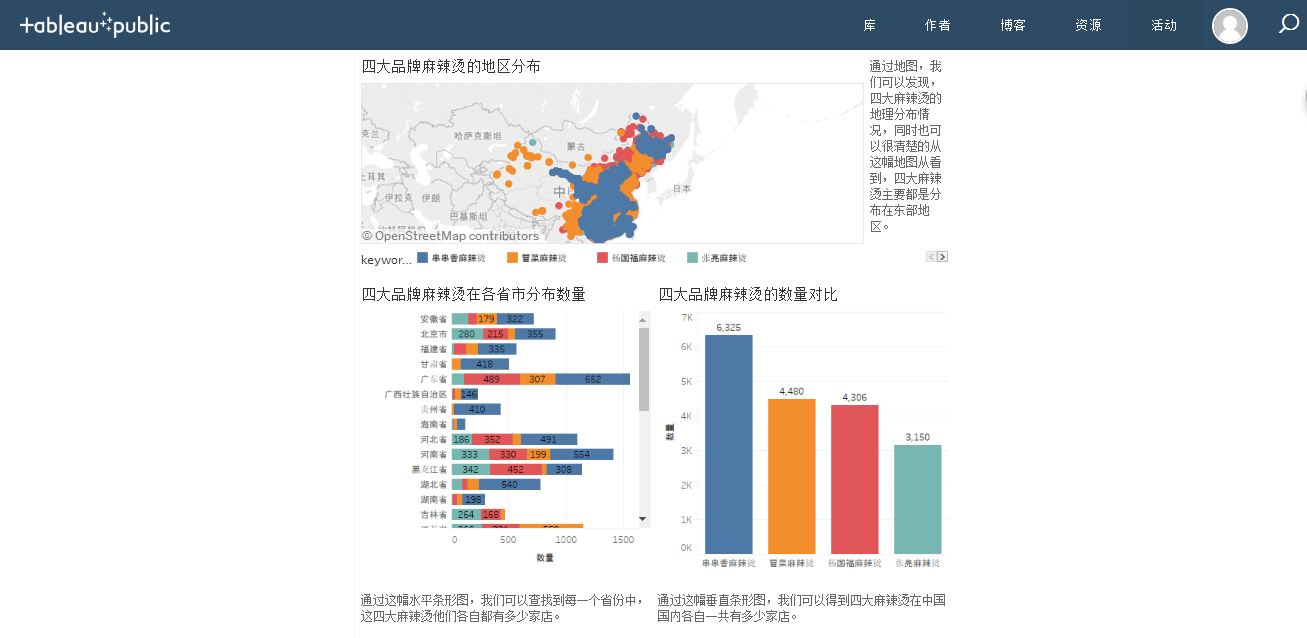 +ableau public
库 作者 博客 资源 活动
四大品牌麻辣烫的地区分布
通过地图，我
们可以发现，
四大麻辣烫的
地理分布情
况，同时也可
以很清楚的从
这幅地图从看
到，四大麻辣
烫主要都是分
布在东部地
区。
哈萨克斯坦
蒙古
土耳其
中
日本
伊拉克 伊朗
巴基斯坦
© OpenStreetMap contributors
keywor... 串串香麻辣烫 冒菜麻辣烫 杨国福麻辣烫 张亮麻辣烫
四大品牌麻辣烫在各省市分布数量
安徽省 179 322
北京市 280 215 355
福建省 335
甘肃省 418
广东省 489 307 652
广西壮族自治区 146
贵州省 410
海南省
河北省 186 352 491
河南省 333 330 199 554
黑龙江省 342 452 308
湖北省 540
湖南省 198
吉林省 264 168
0 500 1000 1500
数量
四大品牌麻辣烫的数量对比
7K
6K
5K
4K
3K
2K
1K
0K
数量
6,325
4,480
4,306
3,150
串串香麻辣烫 冒菜麻辣烫 杨国福麻辣烫 张亮麻辣烫
通过这幅水平条形图，我们可以查找到每一个省份中，
这四大麻辣烫他们各自都有多少家店。
通过这幅垂直条形图，我们可以得到四大麻辣烫在中国
国内各自一共有多少家店。